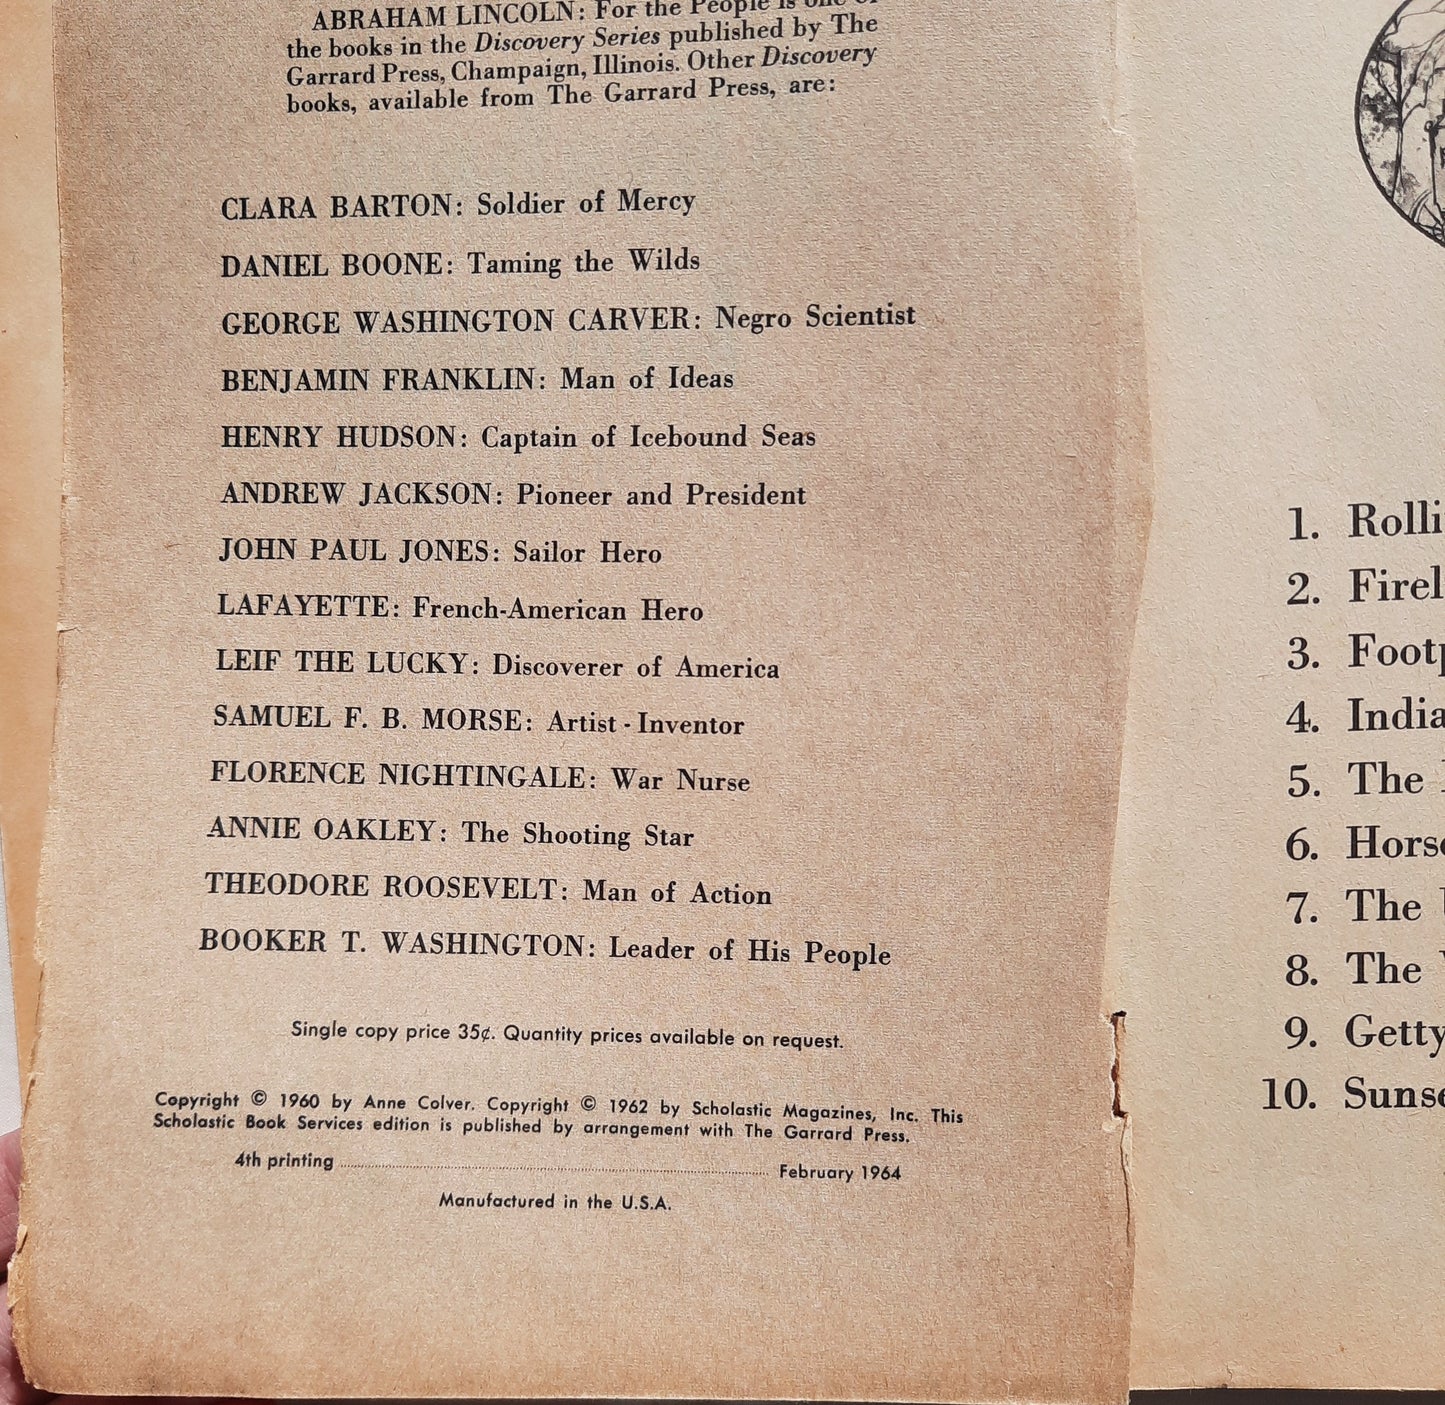 ABRAHAM LINCOLN: For the People is one of
the books in the Discovery Series published by The
Garrard Press, Champaign, Illinois. Other Discovery
books, available from The Garrard Press, are:
CLARA BARTON: Soldier of Mercy
DANIEL BOONE: Taming the Wilds
GEORGE WASHINGTON CARVER: Negro Scientist
BENJAMIN FRANKLIN: Man of Ideas
HENRY HUDSON: Captain of Icebound Seas
ANDREW JACKSON: Pioneer and President
JOHN PAUL JONES: Sailor Hero
LAFAYETTE: French-American Hero
LEIF THE LUCKY: Discoverer of America
SAMUEL F. B. MORSE: Artist - Inventor
FLORENCE NIGHTINGALE: War Nurse
ANNIE OAKLEY: The Shooting Star
THEODORE ROOSEVELT: Man of Action
BOOKER T. WASHINGTON: Leader of His People
Single copy price 35¢. Quantity prices available on request.
Copyright © 1960 by Anne Colver. Copyright © 1962 by Scholastic Magazines, Inc. This
Scholastic Book Services edition is published by arrangement with The Garrard Press.
4th printing ........ February 1964
Manufactured in the U.S.A.
1. Rolli
2. Firel
3. Footp
4. India
5. The
6. Horse
7. The
8. The
9. Getty
10. Sunse